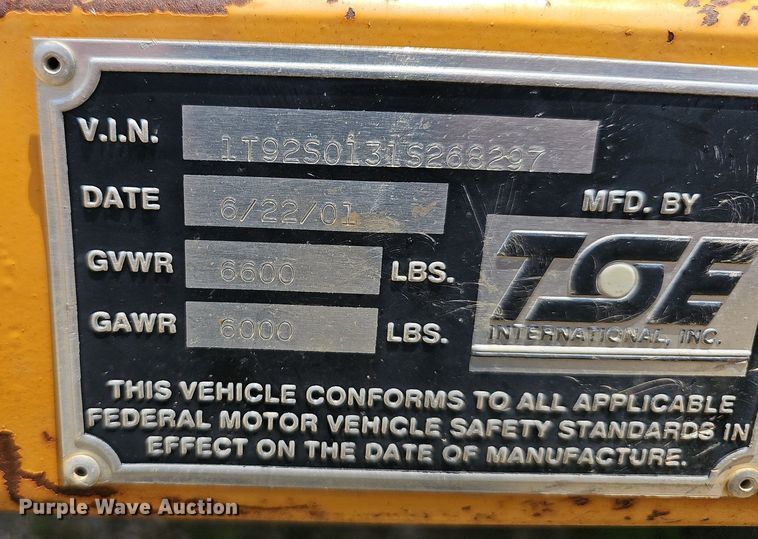 V.I.N. 1T92S0131S268297
DATE 6/22/01
MFD. BY
GVWR 6600 LBS.
TSE
GAWR 6000 LBS.
INTERNATIONAL, INC.
THIS VEHICLE CONFORMS TO ALL APPLICABLE
FEDERAL MOTOR VEHICLE SAFETY STANDARDS IN
EFFECT ON THE DATE OF MANUFACTURE.
Purple Wave Auction